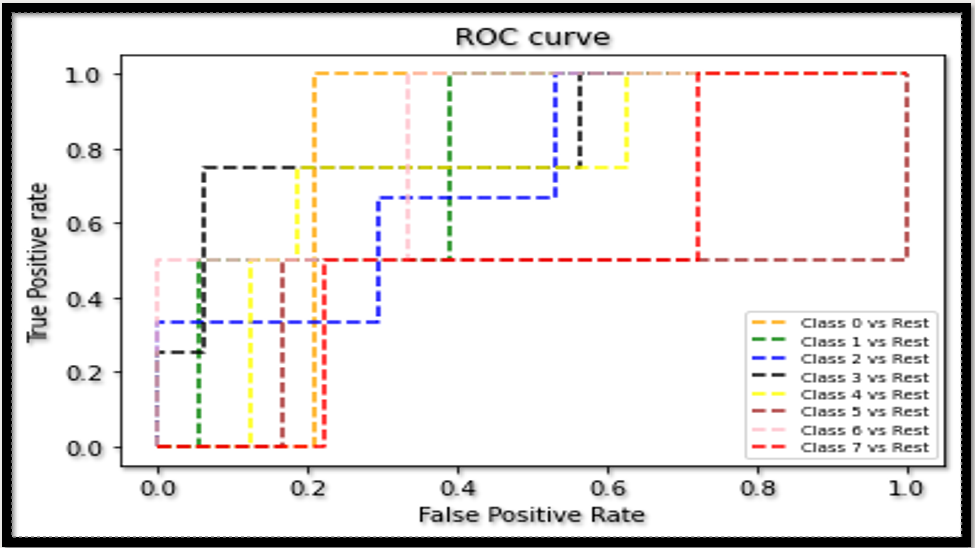 ROC curve
1.0
0.8
0.6
0.4
0.2
0.0
True Positive rate
0.0 0.2 0.4 0.6 0.8 1.0
False Positive Rate
Class 0 vs Rest
Class 1 vs Rest
Class 2 vs Rest
Class 3 vs Rest
Class 4 vs Rest
Class 5 vs Rest
Class 6 vs Rest
Class 7 vs Rest